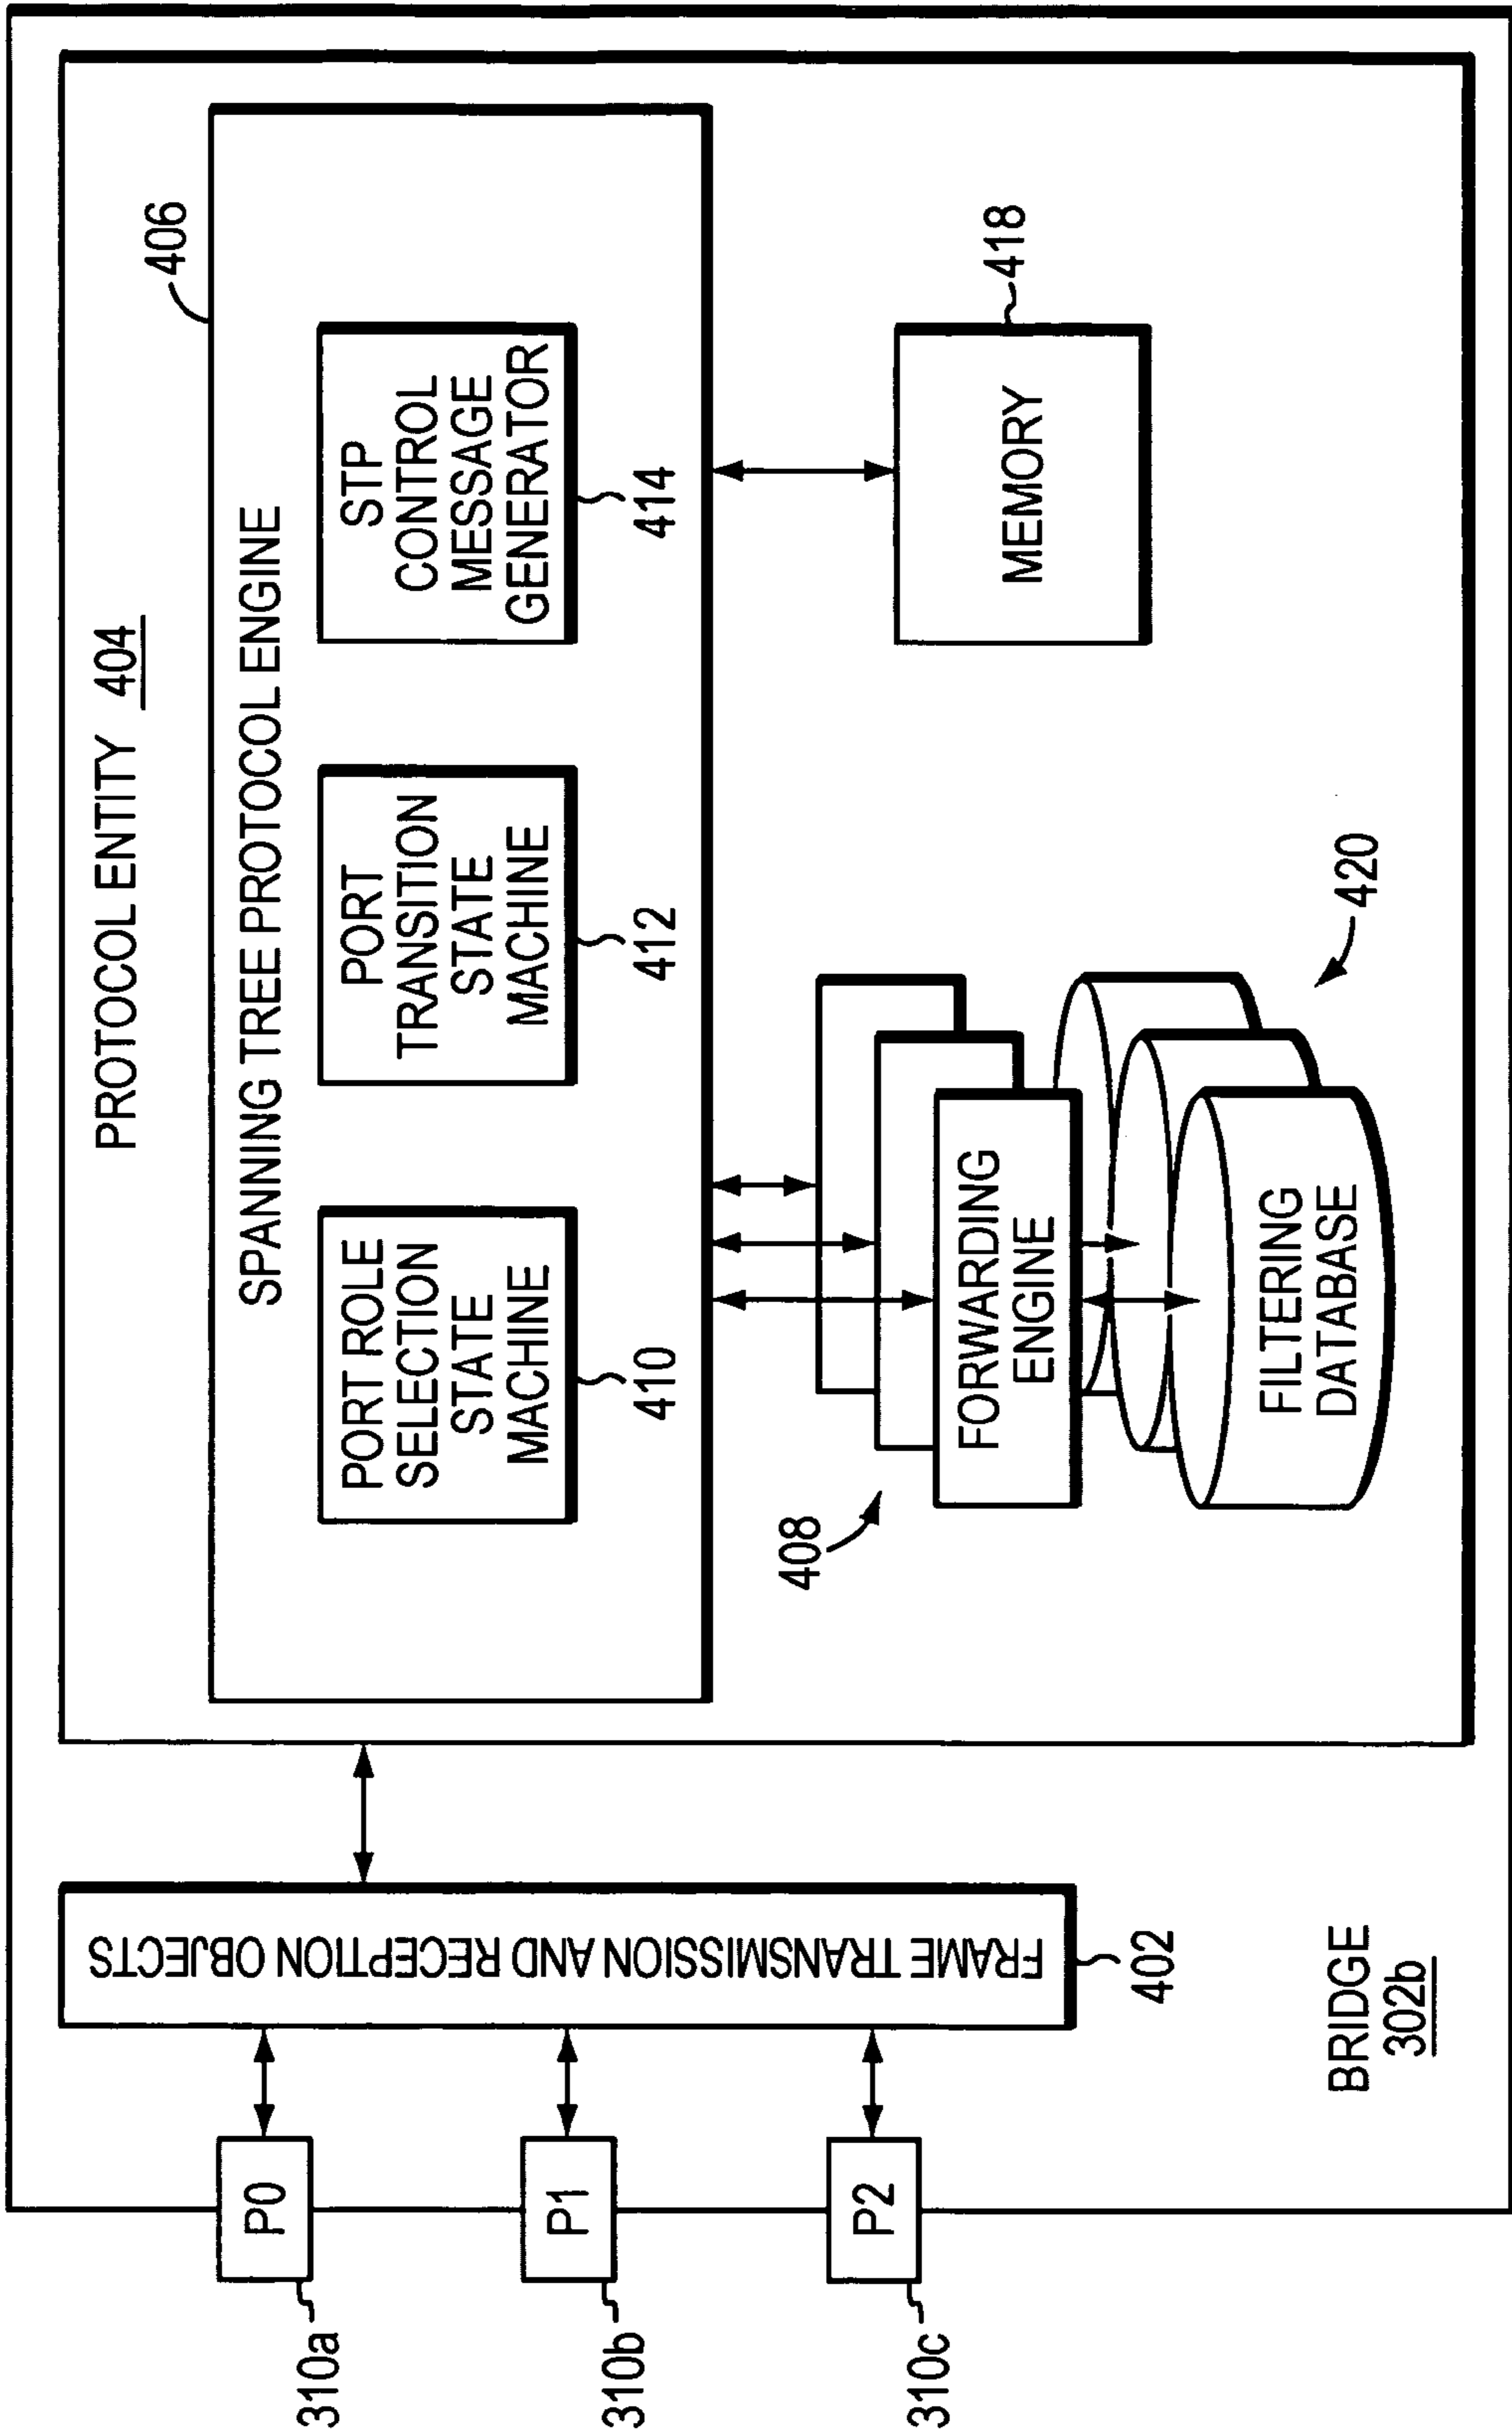 PROTOCOL ENTITY 404
406
SPANNING TREE PROTOCOL ENGINE
PORT ROLE
SELECTION
STATE
MACHINE
410
PORT
TRANSITION
STATE
MACHINE
412
STP
CONTROL
MESSAGE
GENERATOR
414
FRAME TRANSMISSION AND RECEPTION OBJECTS
402
P0
310a
P1
310b
P2
310c
408
FORWARDING
ENGINE
FILTERING
DATABASE
420
MEMORY
418
BRIDGE
302b